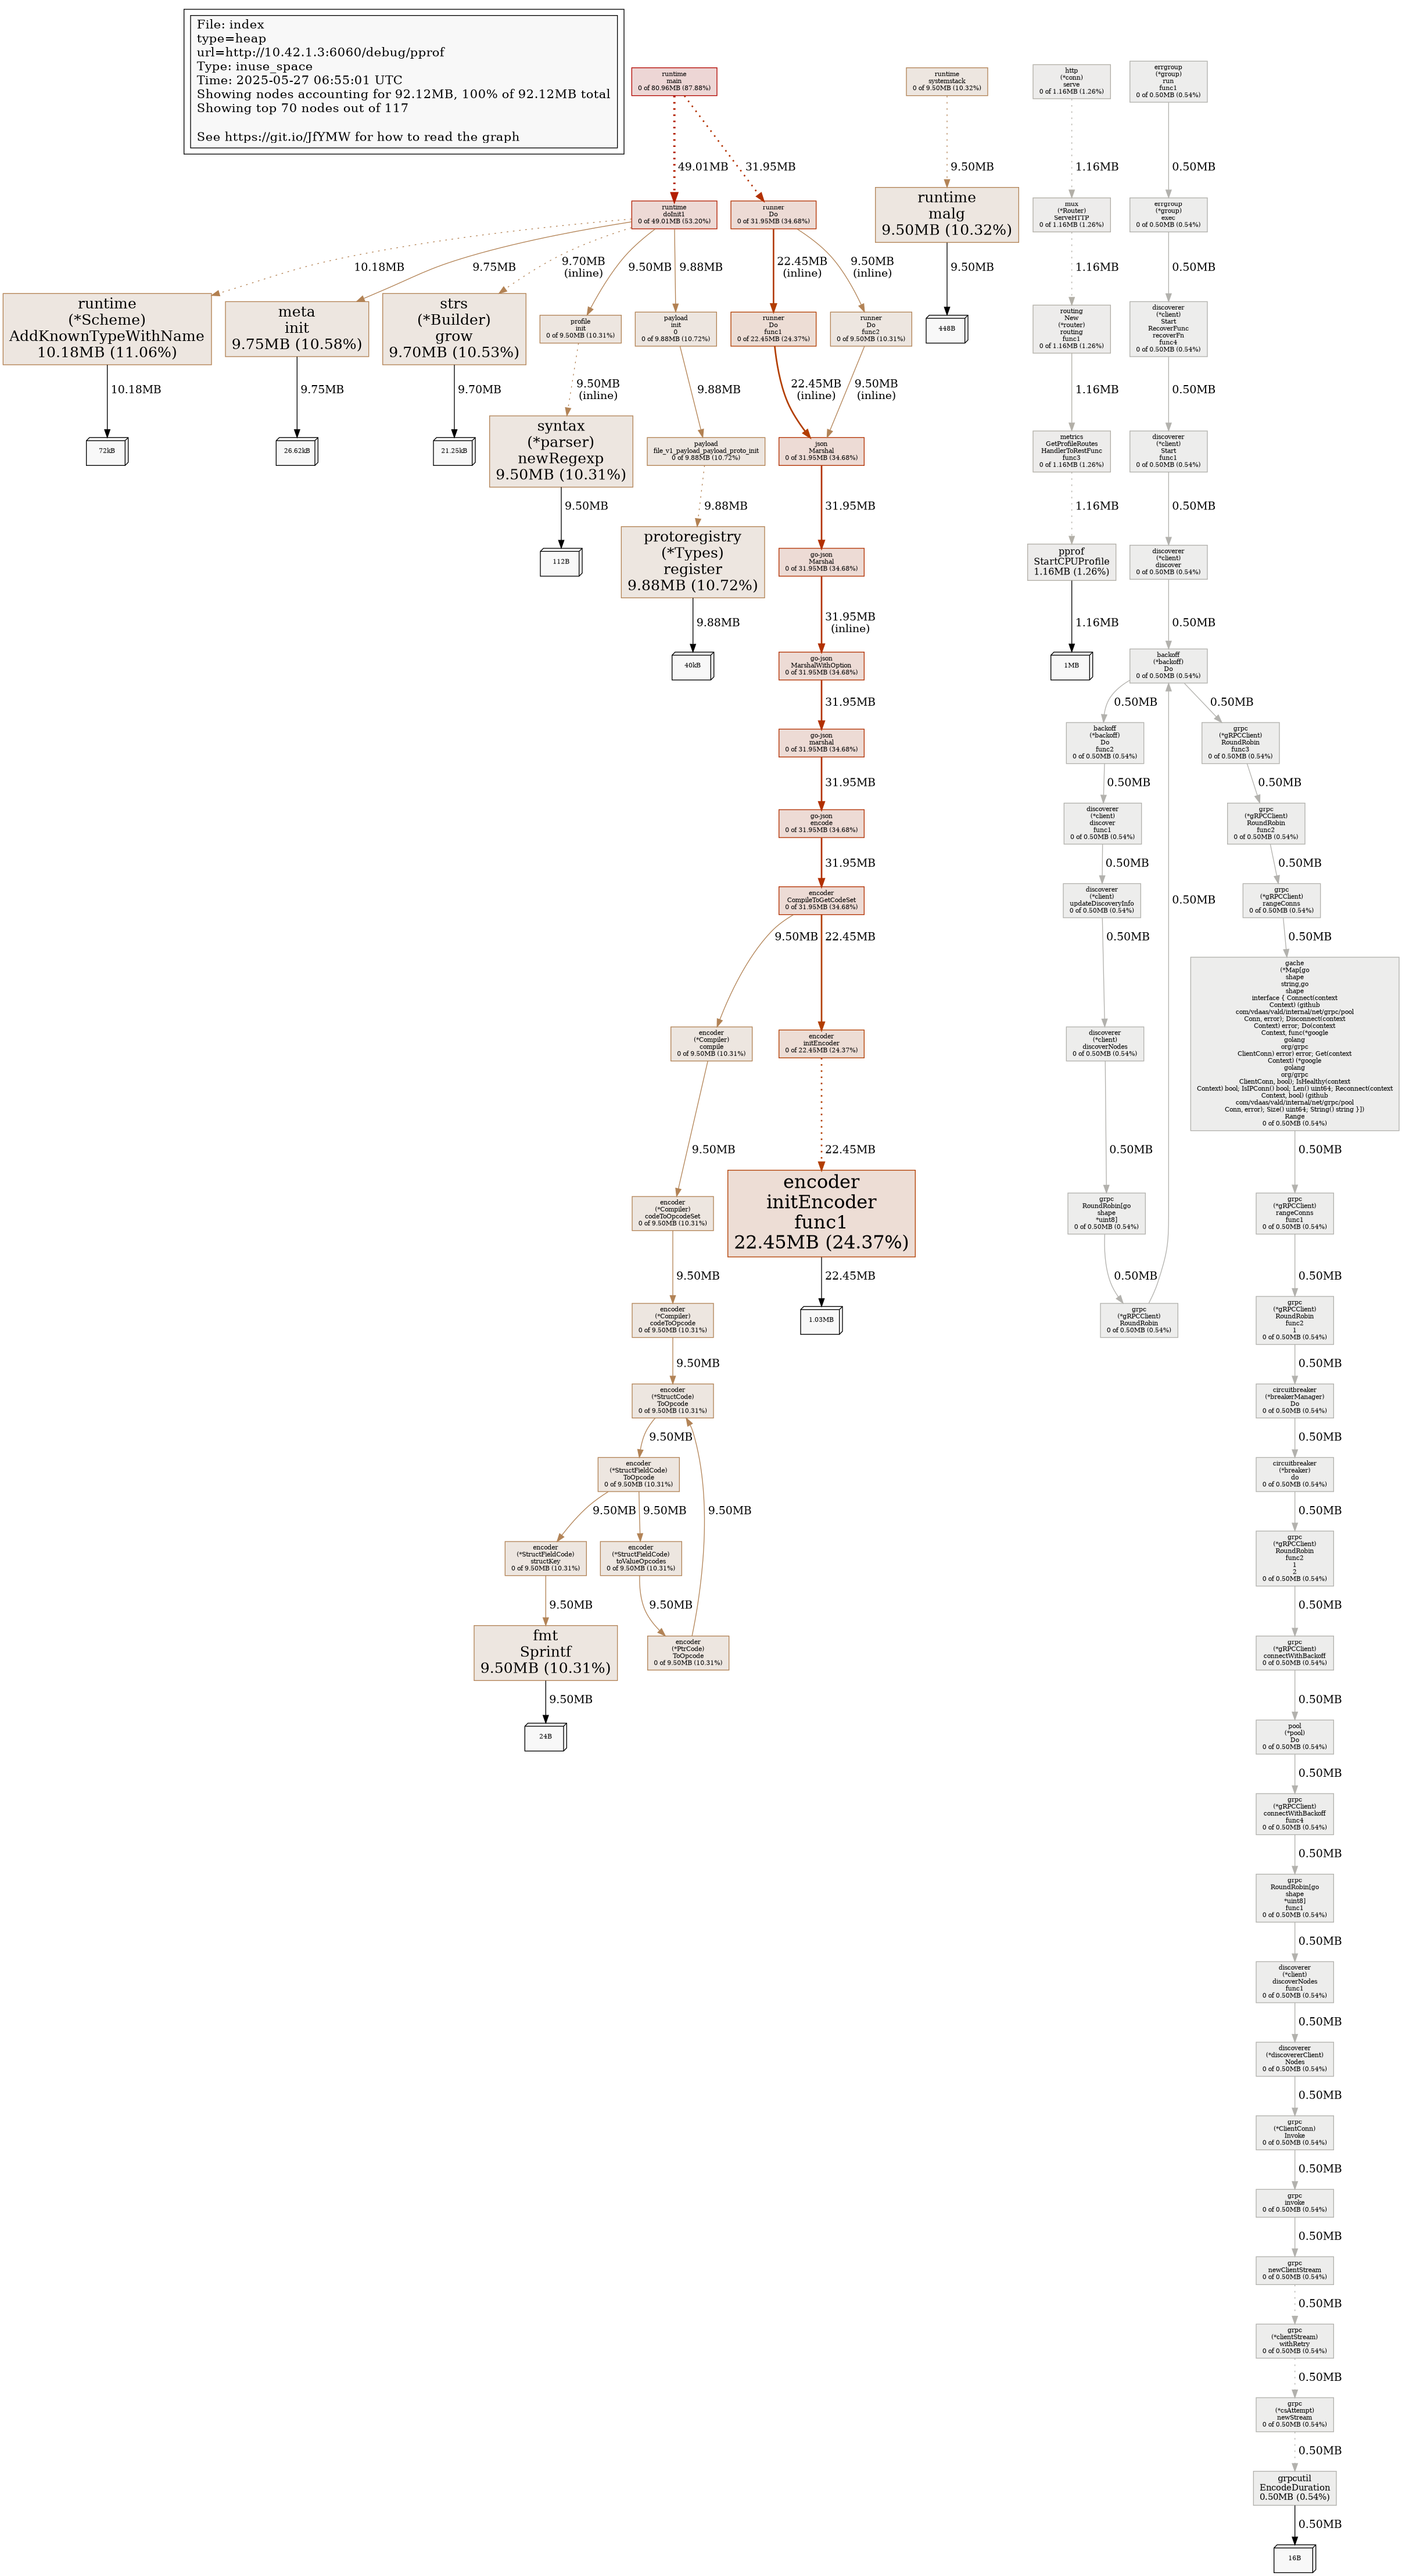 File: index
type=heap
url=http://10.42.1.3:6060/debug/pprof
Type: inuse_space
Time: 2025-05-27 06:55:01 UTC
Showing nodes accounting for 92.12MB, 100% of 92.12MB total
Showing top 70 nodes out of 117
See https://git.io/JfYMW for how to read the graph
runtime
main
0 of 80.96MB (87.88%)
runtime
systemstack
0 of 9.50MB (10.32%)
http
(*conn)
serve
0 of 1.16MB (1.26%)
errgroup
(*group)
run
func1
0 of 0.50MB (0.54%)
49.01MB
31.95MB
9.50MB
1.16MB
0.50MB
runtime
doInit1
0 of 49.01MB (53.20%)
runner
Do
0 of 31.95MB (34.68%)
runtime
malg
9.50MB (10.32%)
mux
(*Router)
ServeHTTP
0 of 1.16MB (1.26%)
errgroup
(*group)
exec
0 of 0.50MB (0.54%)
10.18MB
9.75MB
9.70MB
(inline)
9.50MB
9.88MB
22.45MB
(inline)
9.50MB
(inline)
9.50MB
1.16MB
0.50MB
runtime
(*Scheme)
AddKnownTypeWithName
10.18MB (11.06%)
meta
init
9.75MB (10.58%)
strs
(*Builder)
grow
9.70MB (10.53%)
profile
init
0 of 9.50MB (10.31%)
payload
init
0
0 of 9.88MB (10.72%)
runner
Do
func1
0 of 22.45MB (24.37%)
runner
Do
func2
0 of 9.50MB (10.31%)
448B
routing
New
(*router)
routing
func1
0 of 1.16MB (1.26%)
discoverer
(*client)
Start
RecoverFunc
recoverFn
func4
0 of 0.50MB (0.54%)
10.18MB
9.75MB
9.70MB
9.50MB
(inline)
9.88MB
22.45MB
(inline)
9.50MB
(inline)
1.16MB
0.50MB
72kB
26.62kB
21.25kB
syntax
(*parser)
newRegexp
9.50MB (10.31%)
payload
file_v1_payload_payload_proto_init
0 of 9.88MB (10.72%)
json
Marshal
0 of 31.95MB (34.68%)
metrics
GetProfileRoutes
HandlerToRestFunc
func3
0 of 1.16MB (1.26%)
discoverer
(*client)
Start
func1
0 of 0.50MB (0.54%)
9.50MB
9.88MB
31.95MB
1.16MB
0.50MB
112B
protoregistry
(*Types)
register
9.88MB (10.72%)
go-json
Marshal
0 of 31.95MB (34.68%)
pprof
StartCPUProfile
1.16MB (1.26%)
discoverer
(*client)
discover
0 of 0.50MB (0.54%)
9.88MB
31.95MB
(inline)
1.16MB
0.50MB
40kB
go-json
MarshalWithOption
0 of 31.95MB (34.68%)
1MB
backoff
(*backoff)
Do
0 of 0.50MB (0.54%)
31.95MB
0.50MB
0.50MB
go-json
marshal
0 of 31.95MB (34.68%)
backoff
(*backoff)
Do
func2
0 of 0.50MB (0.54%)
grpc
(*gRPCClient)
RoundRobin
func3
0 of 0.50MB (0.54%)
31.95MB
0.50MB
0.50MB
go-json
encode
0 of 31.95MB (34.68%)
discoverer
(*client)
discover
func1
0 of 0.50MB (0.54%)
grpc
(*gRPCClient)
RoundRobin
func2
0 of 0.50MB (0.54%)
31.95MB
0.50MB
0.50MB
encoder
CompileToGetCodeSet
0 of 31.95MB (34.68%)
discoverer
(*client)
updateDiscoveryInfo
0 of 0.50MB (0.54%)
0.50MB
grpc
(*gRPCClient)
rangeConns
0 of 0.50MB (0.54%)
9.50MB
22.45MB
0.50MB
0.50MB
encoder
(*Compiler)
compile
0 of 9.50MB (10.31%)
encoder
initEncoder
0 of 22.45MB (24.37%)
discoverer
(*client)
discoverNodes
0 of 0.50MB (0.54%)
gache
(*Map[go
shape
string,go
shape
interface { Connect(context
Context) (github
com/vdaas/vald/internal/net/grpc/pool
Conn, error); Disconnect(context
Context) error; Do(context
Context, func(*google
golang
org/grpc
ClientConn) error) error; Get(context
Context) (*google
golang
org/grpc
ClientConn, bool); IsHealthy(context
Context) bool; IsIPConn() bool; Len() uint64; Reconnect(context
Context, bool) (github
com/vdaas/vald/internal/net/grpc/pool
Conn, error); Size() uint64; String() string }])
Range
0 of 0.50MB (0.54%)
9.50MB
22.45MB
0.50MB
0.50MB
encoder
(*Compiler)
codeToOpcodeSet
0 of 9.50MB (10.31%)
encoder
initEncoder
func1
22.45MB (24.37%)
grpc
RoundRobin[go
shape
*uint8]
0 of 0.50MB (0.54%)
grpc
(*gRPCClient)
rangeConns
func1
0 of 0.50MB (0.54%)
9.50MB
22.45MB
0.50MB
0.50MB
encoder
(*Compiler)
codeToOpcode
0 of 9.50MB (10.31%)
1.03MB
grpc
(*gRPCClient)
RoundRobin
0 of 0.50MB (0.54%)
grpc
(*gRPCClient)
RoundRobin
func2
1
0 of 0.50MB (0.54%)
9.50MB
0.50MB
encoder
(*StructCode)
ToOpcode
0 of 9.50MB (10.31%)
circuitbreaker
(*breakerManager)
Do
0 of 0.50MB (0.54%)
9.50MB
0.50MB
encoder
(*StructFieldCode)
ToOpcode
0 of 9.50MB (10.31%)
circuitbreaker
(*breaker)
do
0 of 0.50MB (0.54%)
9.50MB
9.50MB
9.50MB
0.50MB
encoder
(*StructFieldCode)
structKey
0 of 9.50MB (10.31%)
encoder
(*StructFieldCode)
toValueOpcodes
0 of 9.50MB (10.31%)
grpc
(*gRPCClient)
RoundRobin
func2
1
2
0 of 0.50MB (0.54%)
9.50MB
9.50MB
0.50MB
fmt
Sprintf
9.50MB (10.31%)
encoder
(*PtrCode)
ToOpcode
0 of 9.50MB (10.31%)
grpc
(*gRPCClient)
connectWithBackoff
0 of 0.50MB (0.54%)
9.50MB
0.50MB
24B
pool
(*pool)
Do
0 of 0.50MB (0.54%)
0.50MB
grpc
(*gRPCClient)
connectWithBackoff
func4
0 of 0.50MB (0.54%)
0.50MB
grpc
RoundRobin[go
shape
*uint8]
func1
0 of 0.50MB (0.54%)
0.50MB
discoverer
(*client)
discoverNodes
func1
0 of 0.50MB (0.54%)
0.50MB
discoverer
(*discovererClient)
Nodes
0 of 0.50MB (0.54%)
0.50MB
grpc
(*ClientConn)
Invoke
0 of 0.50MB (0.54%)
0.50MB
grpc
invoke
0 of 0.50MB (0.54%)
0.50MB
grpc
newClientStream
0 of 0.50MB (0.54%)
0.50MB
grpc
(*clientStream)
withRetry
0 of 0.50MB (0.54%)
0.50MB
grpc
(*csAttempt)
newStream
0 of 0.50MB (0.54%)
0.50MB
grpcutil
EncodeDuration
0.50MB (0.54%)
0.50MB
16B